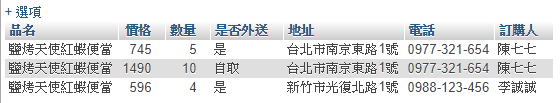 + 選項
品名 價格 數量 是否外送 地址 電話 訂購人
鹽烤天使紅蝦便當 745 5 是 台北市南京東路1號 0977-321-654 陳七七
鹽烤天使紅蝦便當 1490 10 自取 台北市南京東路1號 0977-321-654 陳七七
鹽烤天使紅蝦便當 596 4 是 新竹市光復北路1號 0988-123-456 李誠誠